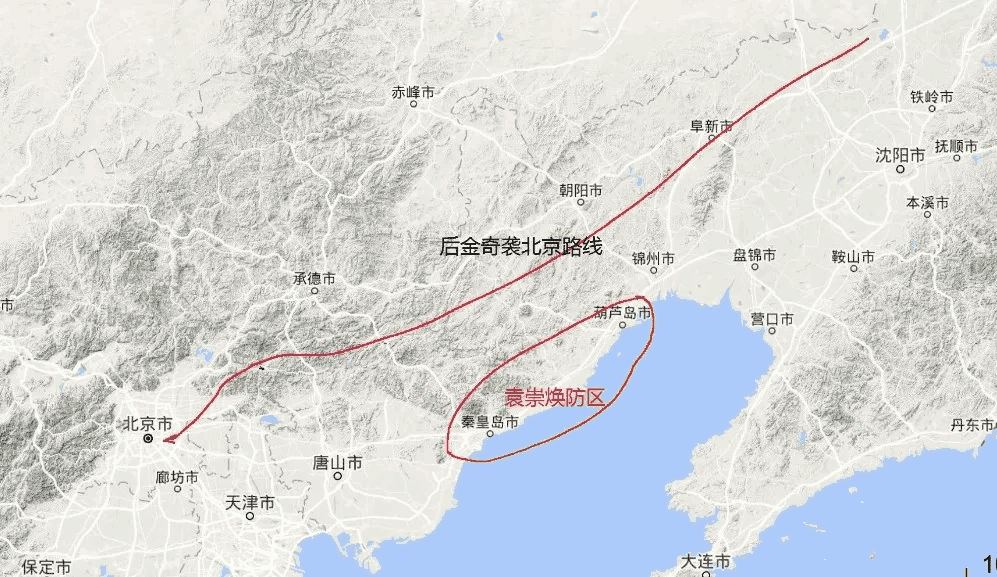 赤峰市
铁岭市
阜新市
沈阳市
抚顺市
朝阳市
本溪市
后金奇袭北京路线
锦州市
盘锦市
鞍山市
承德市
市
葫芦岛市
营口市
袁崇焕防区
北京市
秦皇岛市
丹东市
唐山市
廊坊市
天津市
保定市
大连市